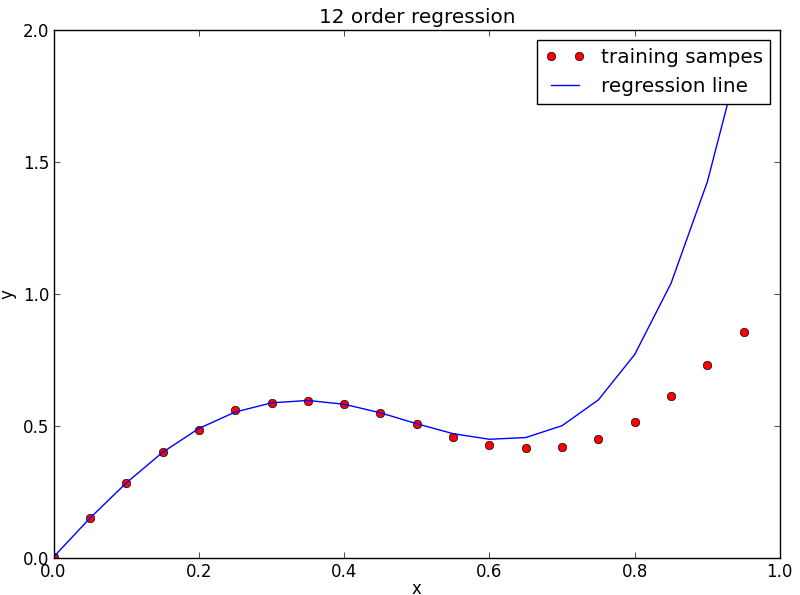 12 order regression
training sampes
regression line
2.0
1.5
1.0
0.5
0.0
0.0 0.2 0.4 0.6 0.8 1.0
y
x